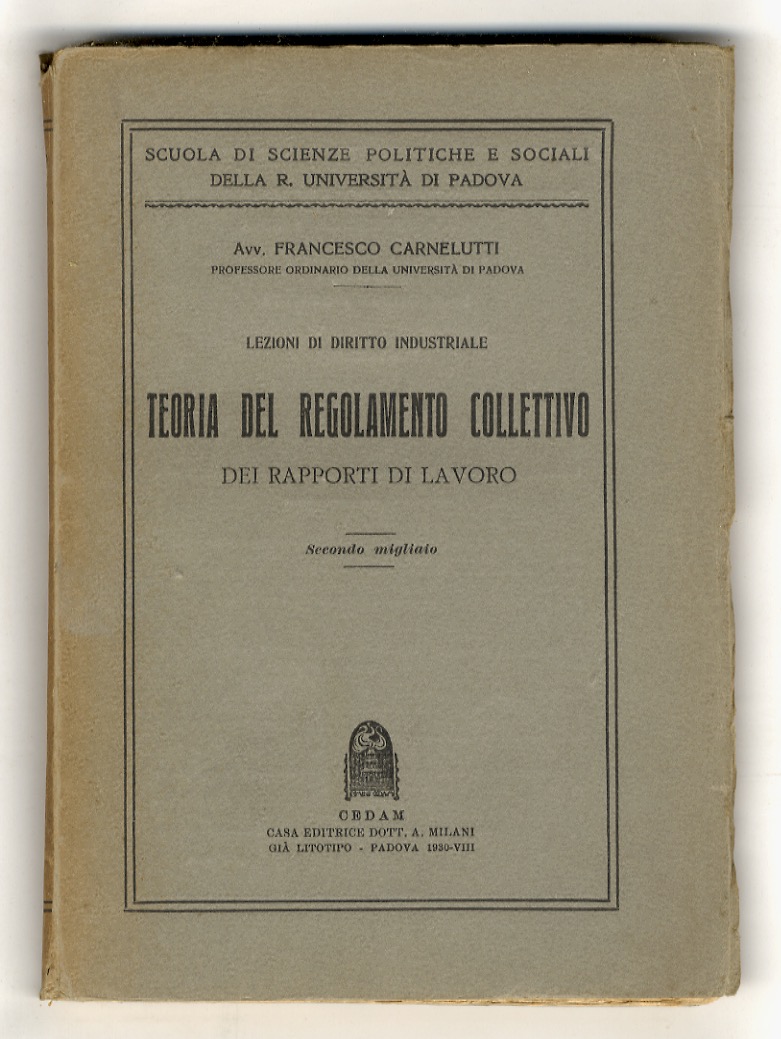 SCUOLA DI SCIENZE POLITICHE E SOCIALI
DELLA R. UNIVERSITÀ DI PADOVA
Avv. FRANCESCO CARNELUTTI
PROFESSORE ORDINARIO DELLA UNIVERSITÀ DI PADOVA
LEZIONI DI DIRITTO INDUSTRIALE
TEORIA DEL REGOLAMENTO COLLETTIVO
DEI RAPPORTI DI LAVORO
Secondo migliaio
CEDAM
CASA EDITRICE DOTT. A. MILANI
GIÀ LITOTIPO - PADOVA 1930-VIII